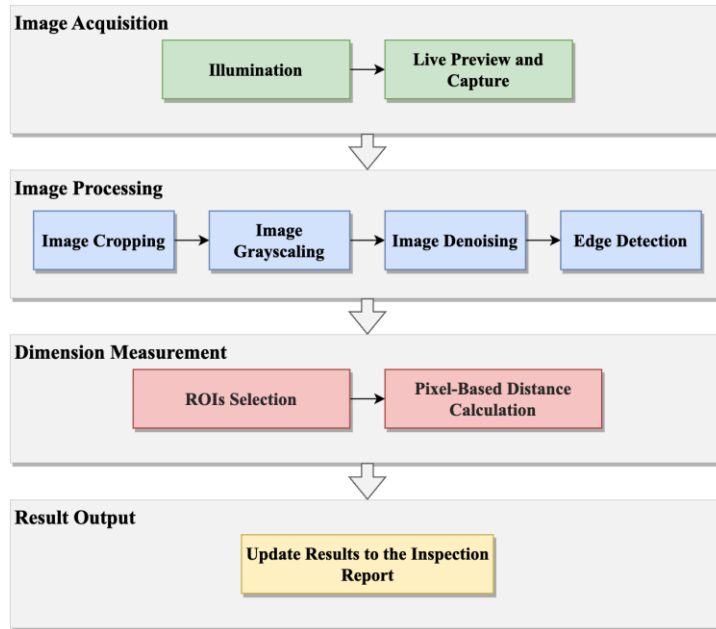 Image Acquisition
Illumination
Live Preview and
Capture
Image Processing
Image Cropping
Image
Grayscaling
Image Denoising
Edge Detection
Dimension Measurement
ROIs Selection
Pixel-Based Distance
Calculation
Result Output
Update Results to the Inspection
Report